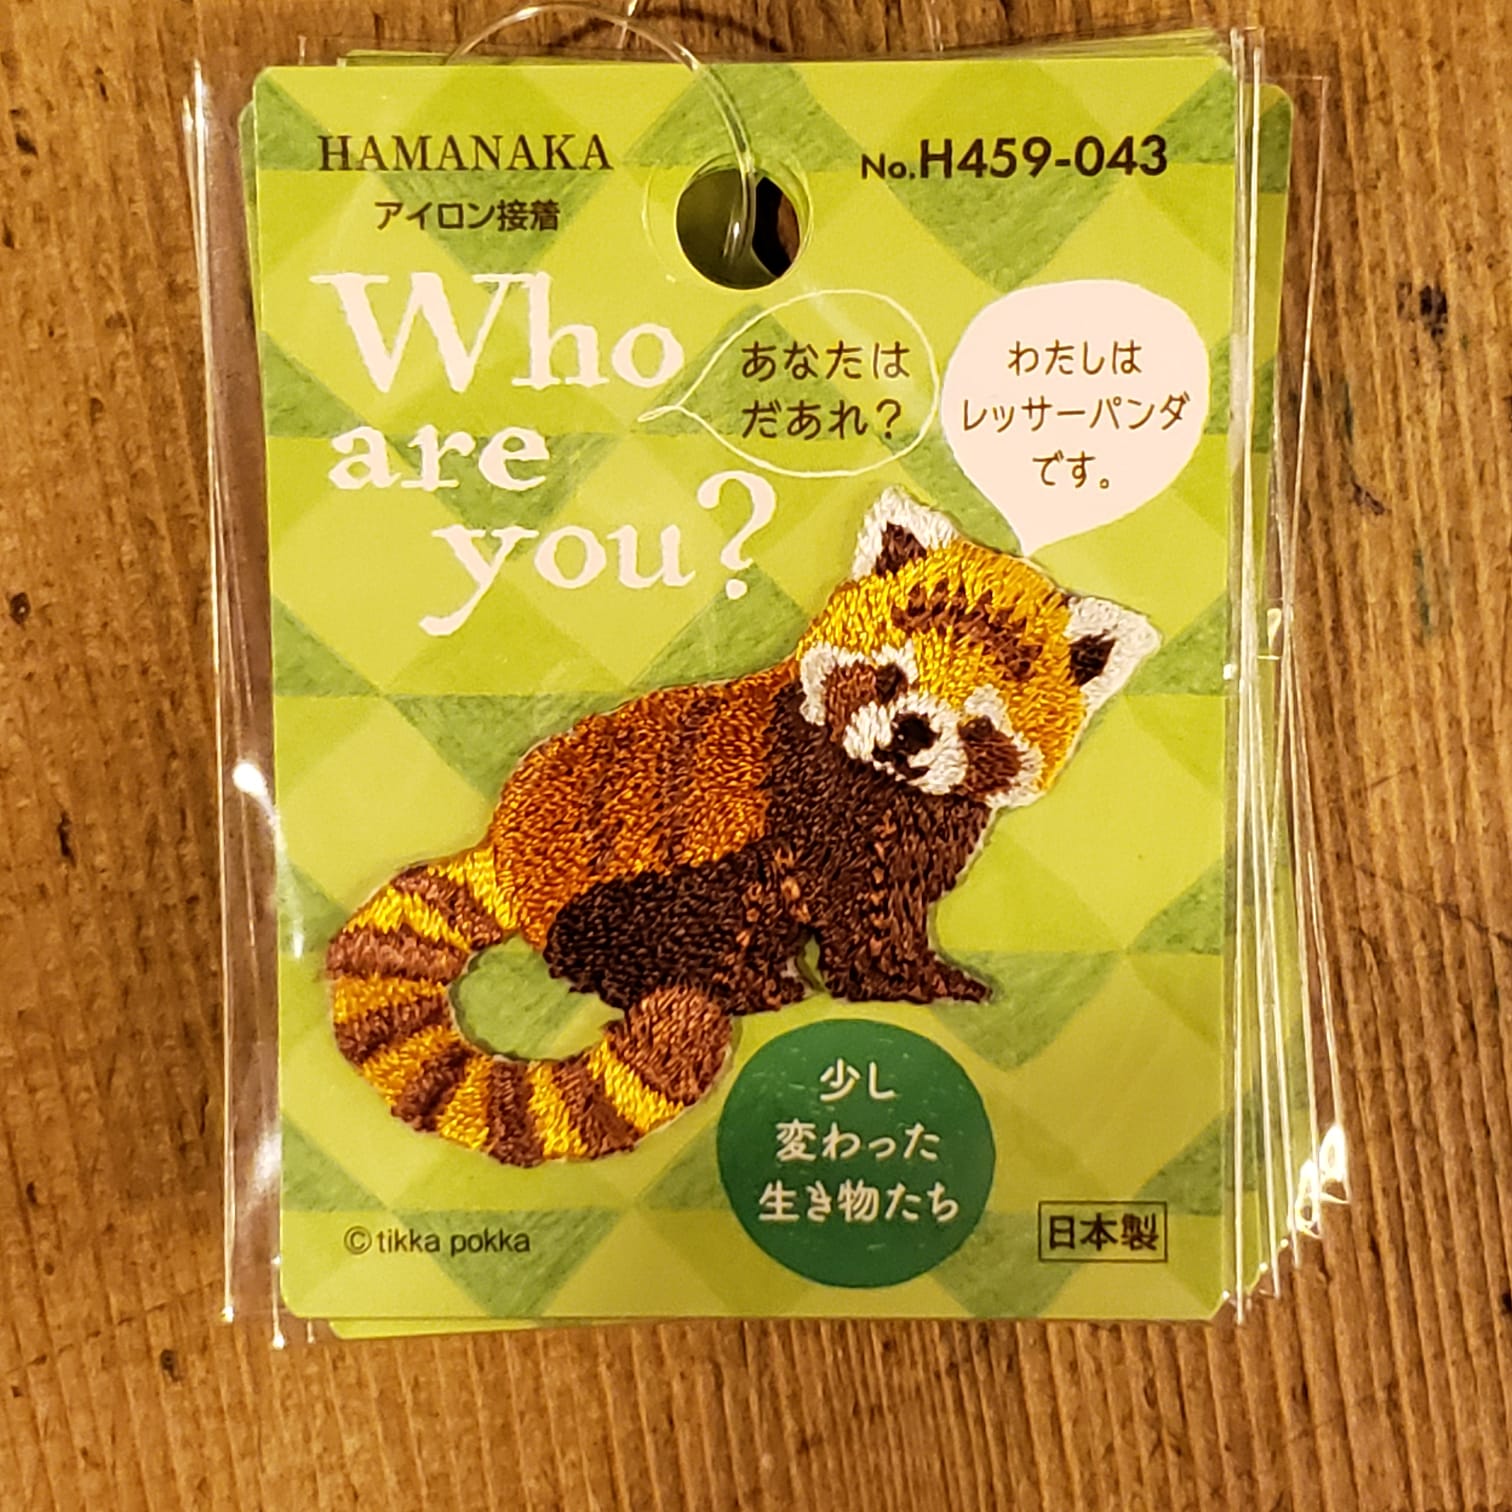 HAMANAKA
No.H459-043
アイロン接着
Who
are
you?
あなたは
だあれ？
わたしは
レッサーパンダ
です。
少し
変わった
生き物たち
©tikka pokka
日本製